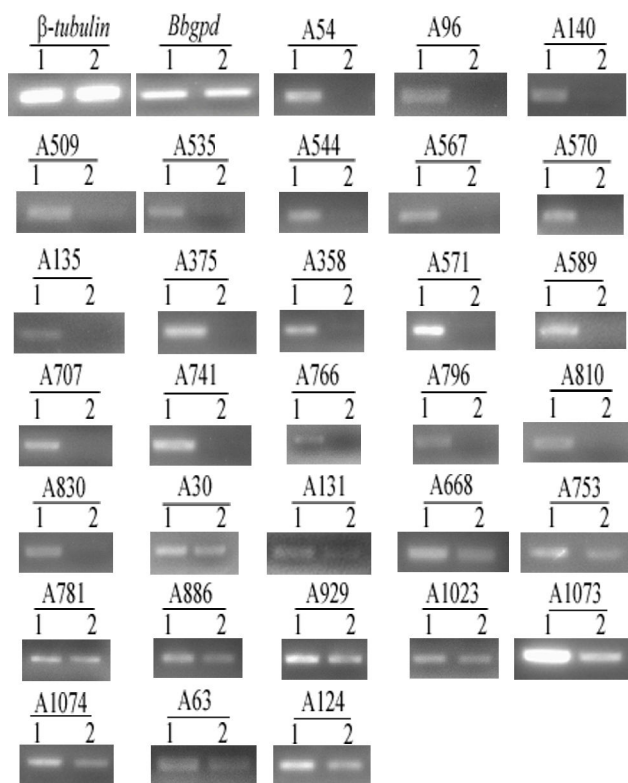 β-tubulin Bbgpd A54 A96 A140
1 2 1 2 1 2 1 2 1 2
A509 A535 A544 A567 A570
1 2 1 2 1 2 1 2 1 2
A135 A375 A358 A571 A589
1 2 1 2 1 2 1 2 1 2
A707 A741 A766 A796 A810
1 2 1 2 1 2 1 2 1 2
A830 A30 A131 A668 A753
1 2 1 2 1 2 1 2 1 2
A781 A886 A929 A1023 A1073
1 2 1 2 1 2 1 2 1 2
A1074 A63 A124
1 2 1 2 1 2